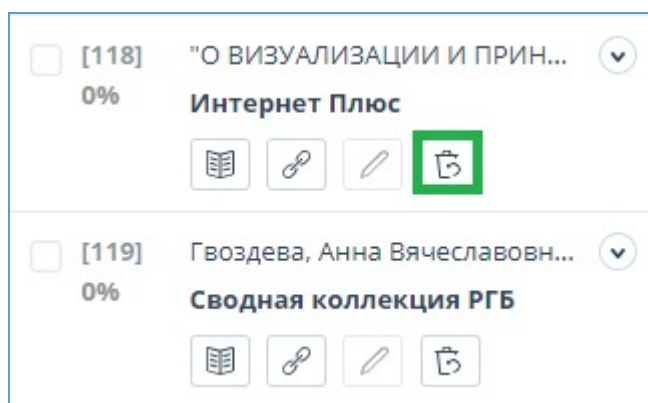 [118] "О ВИЗУАЛИЗАЦИИ И ПРИН...
0% Интернет Плюс
[119] Гвоздева, Анна Вячеславовн...
0% Сводная коллекция РГБ